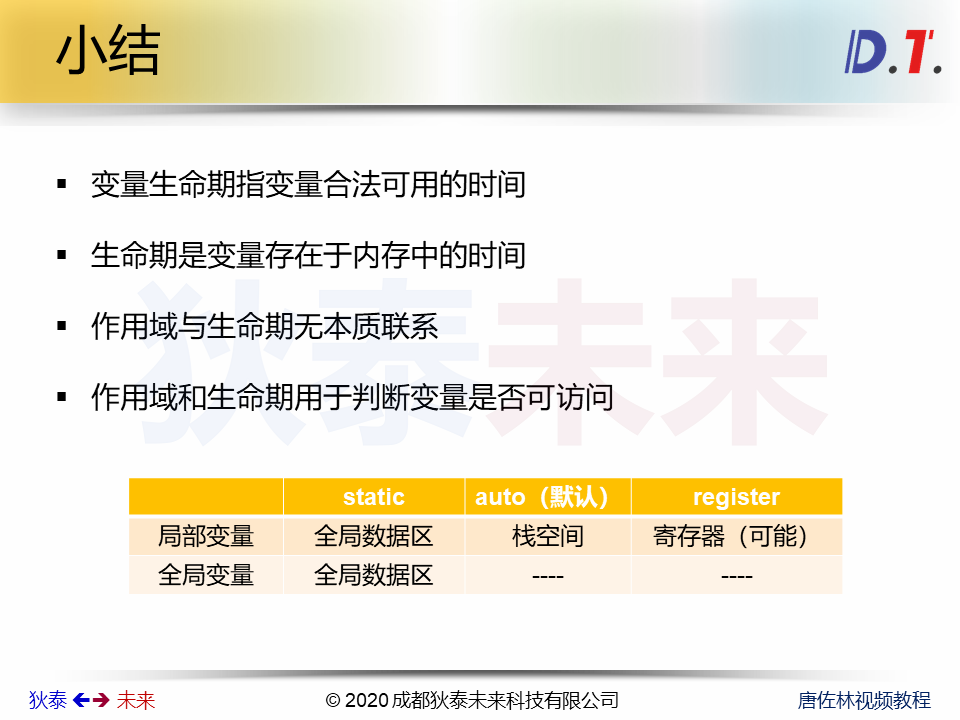 小结
D.T.
▪ 变量生命期指变量合法可用的时间
▪ 生命期是变量存在于内存中的时间
▪ 作用域与生命期无本质联系
▪ 作用域和生命期用于判断变量是否可访问
狄泰未来
static auto（默认） register
局部变量 全局数据区 栈空间 寄存器（可能）
全局变量 全局数据区 ---- ----
狄泰 未来 © 2020 成都狄泰未来科技有限公司 唐佐林视频教程